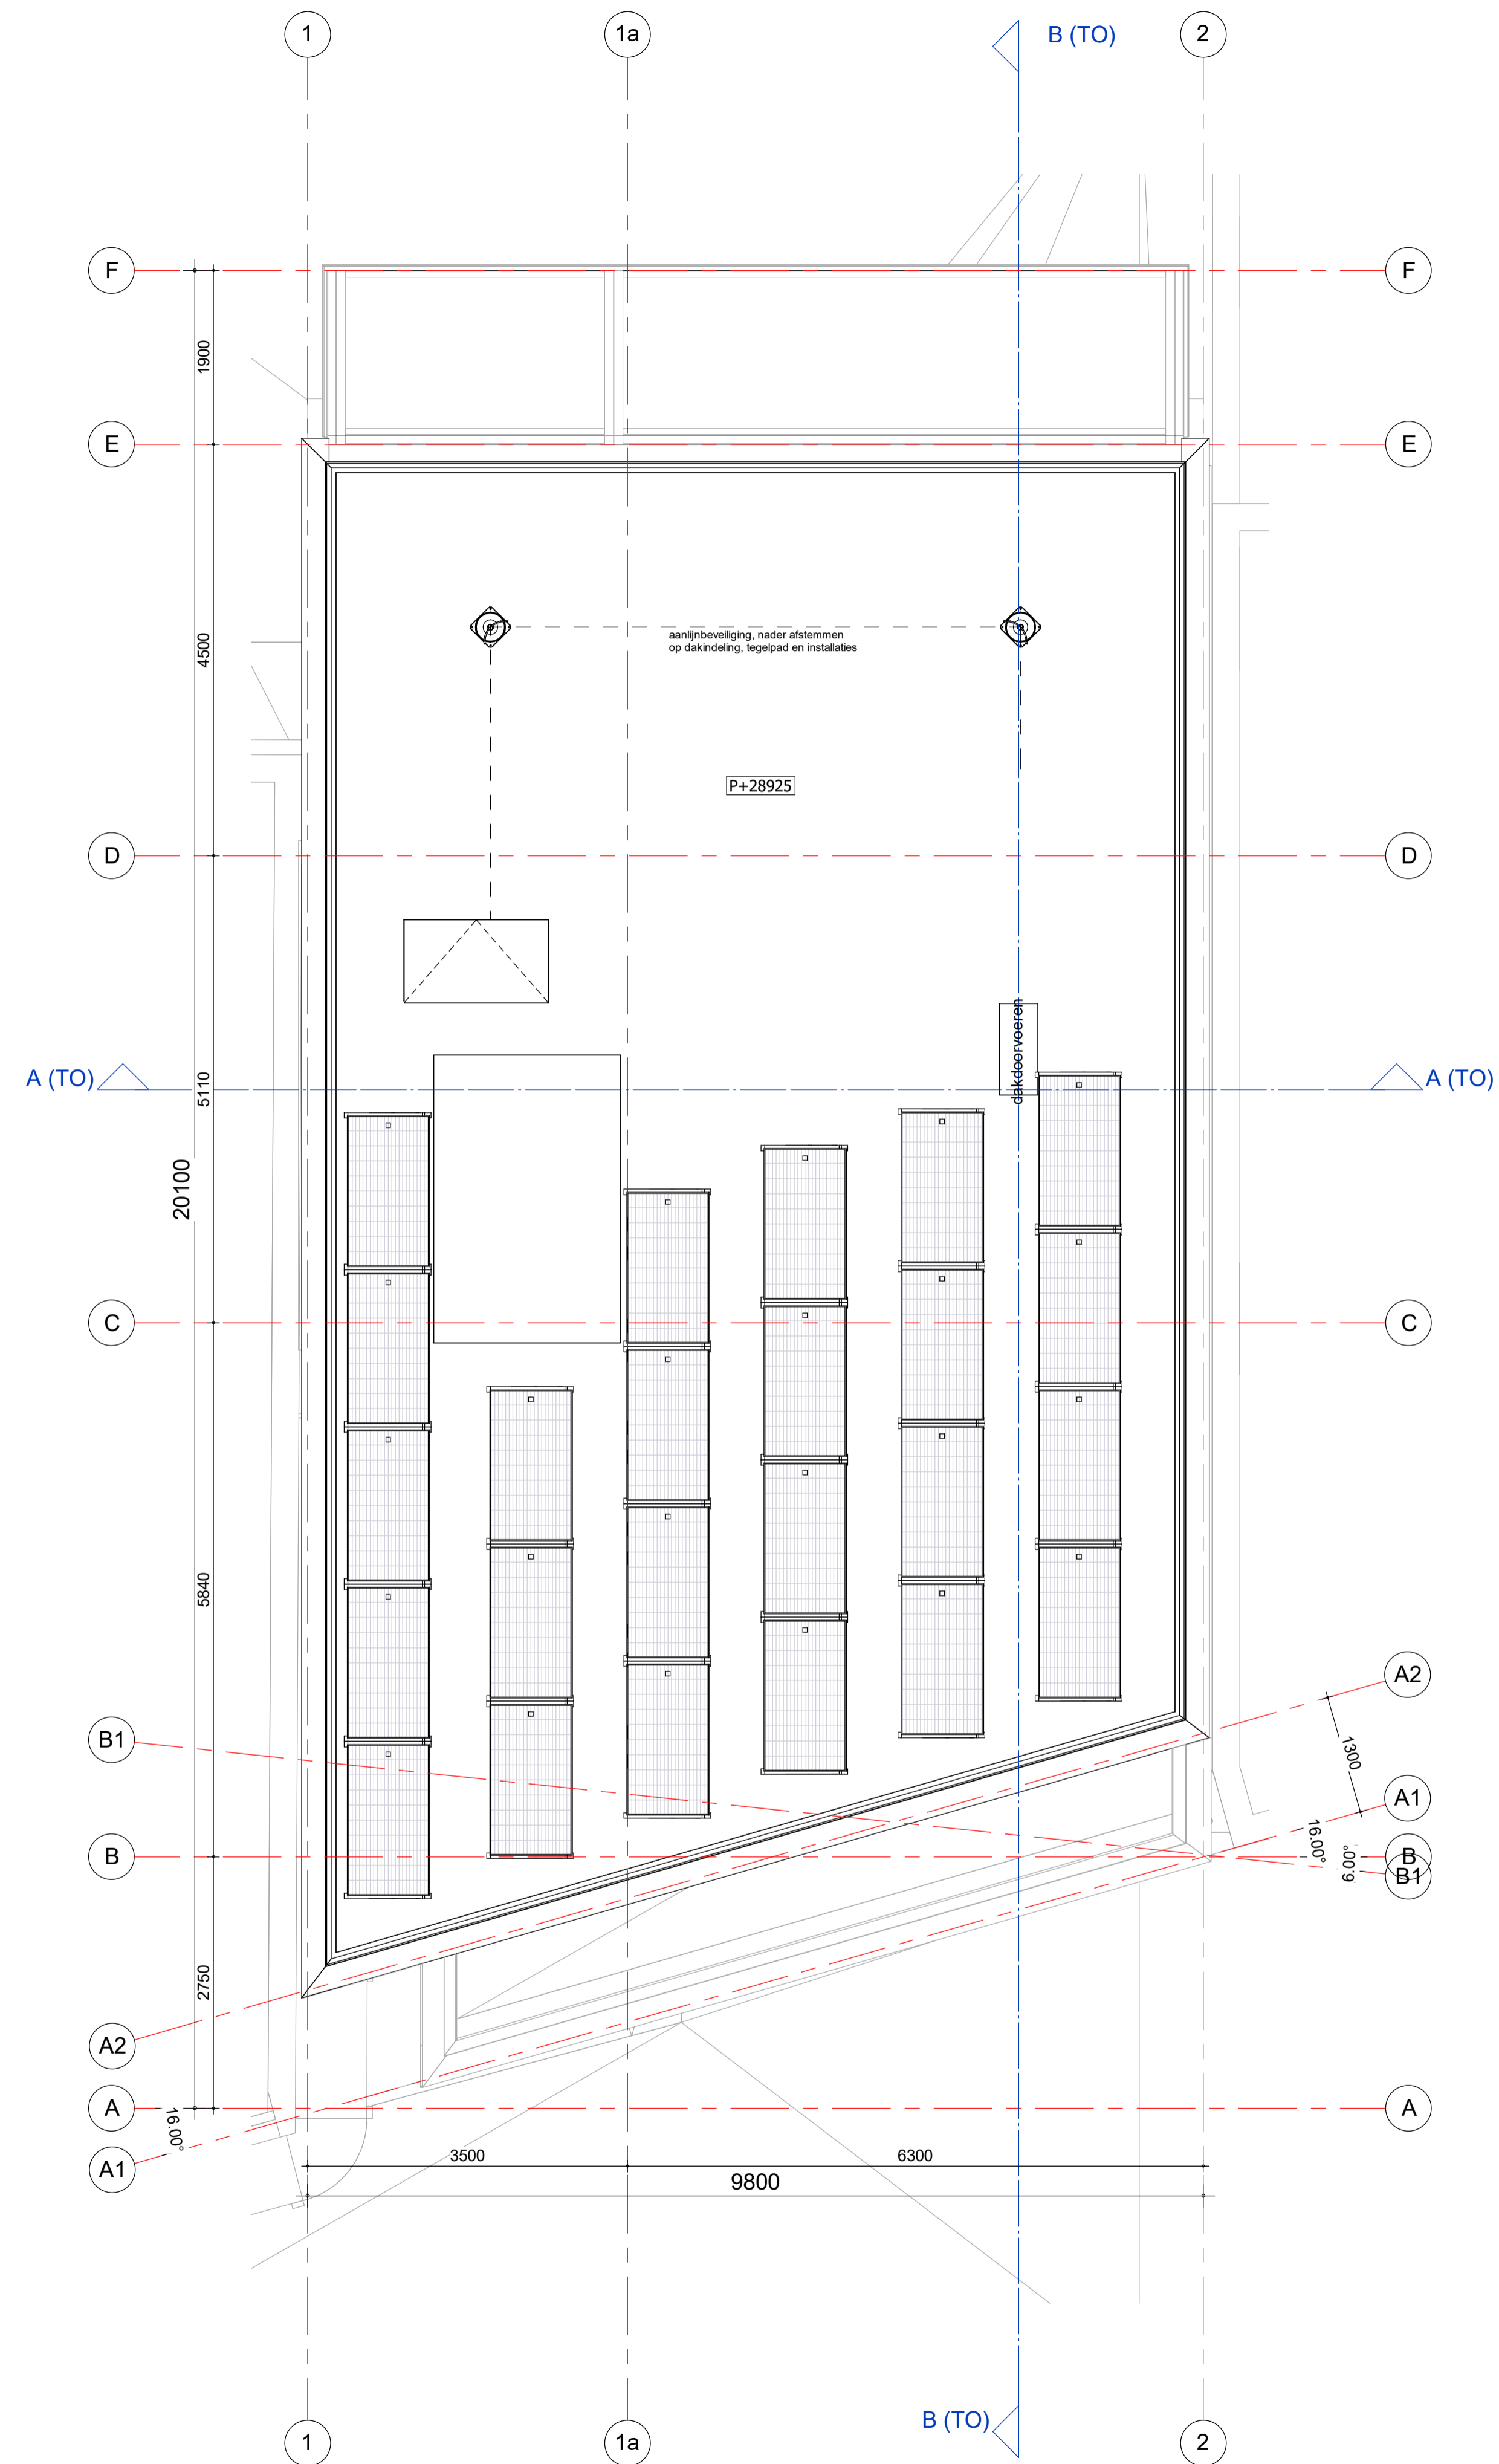 1
1a
B (TO)
2
F
F
1900
E
E
4500
aanlijnbeveiliging, nader afstemmen
op dakindeling, tegelpad en installaties
P+28925
D
D
dakdoorvoeren
A (TO)
A (TO)
5110
20100
C
C
5840
A2
B1
1300
A1
16.00°
6.00°
B
B
B1
2750
A2
A
A
16.00°
A1
3500
6300
9800
B (TO)
1
1a
2